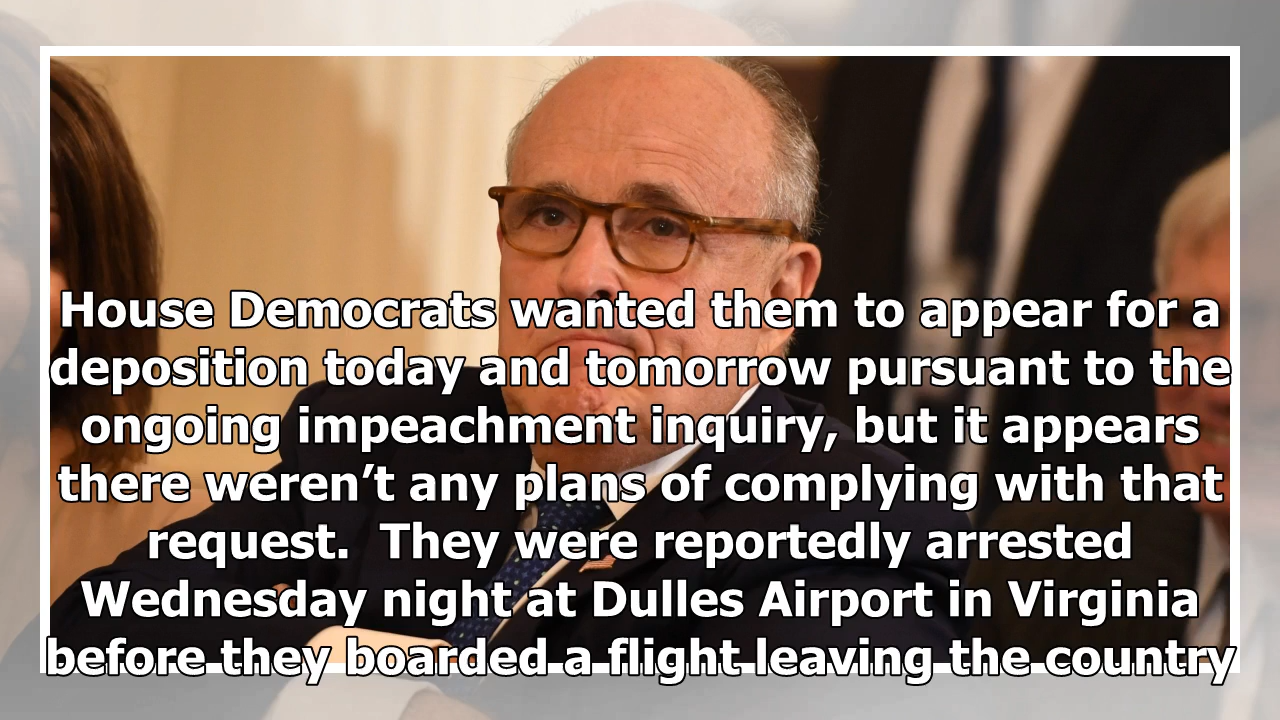 House Democrats wanted them to appear for a
deposition today and tomorrow pursuant to the
ongoing impeachment inquiry, but it appears
there weren’t any plans of complying with that
request.  They were reportedly arrested
Wednesday night at Dulles Airport in Virginia
before they boarded a flight leaving the country